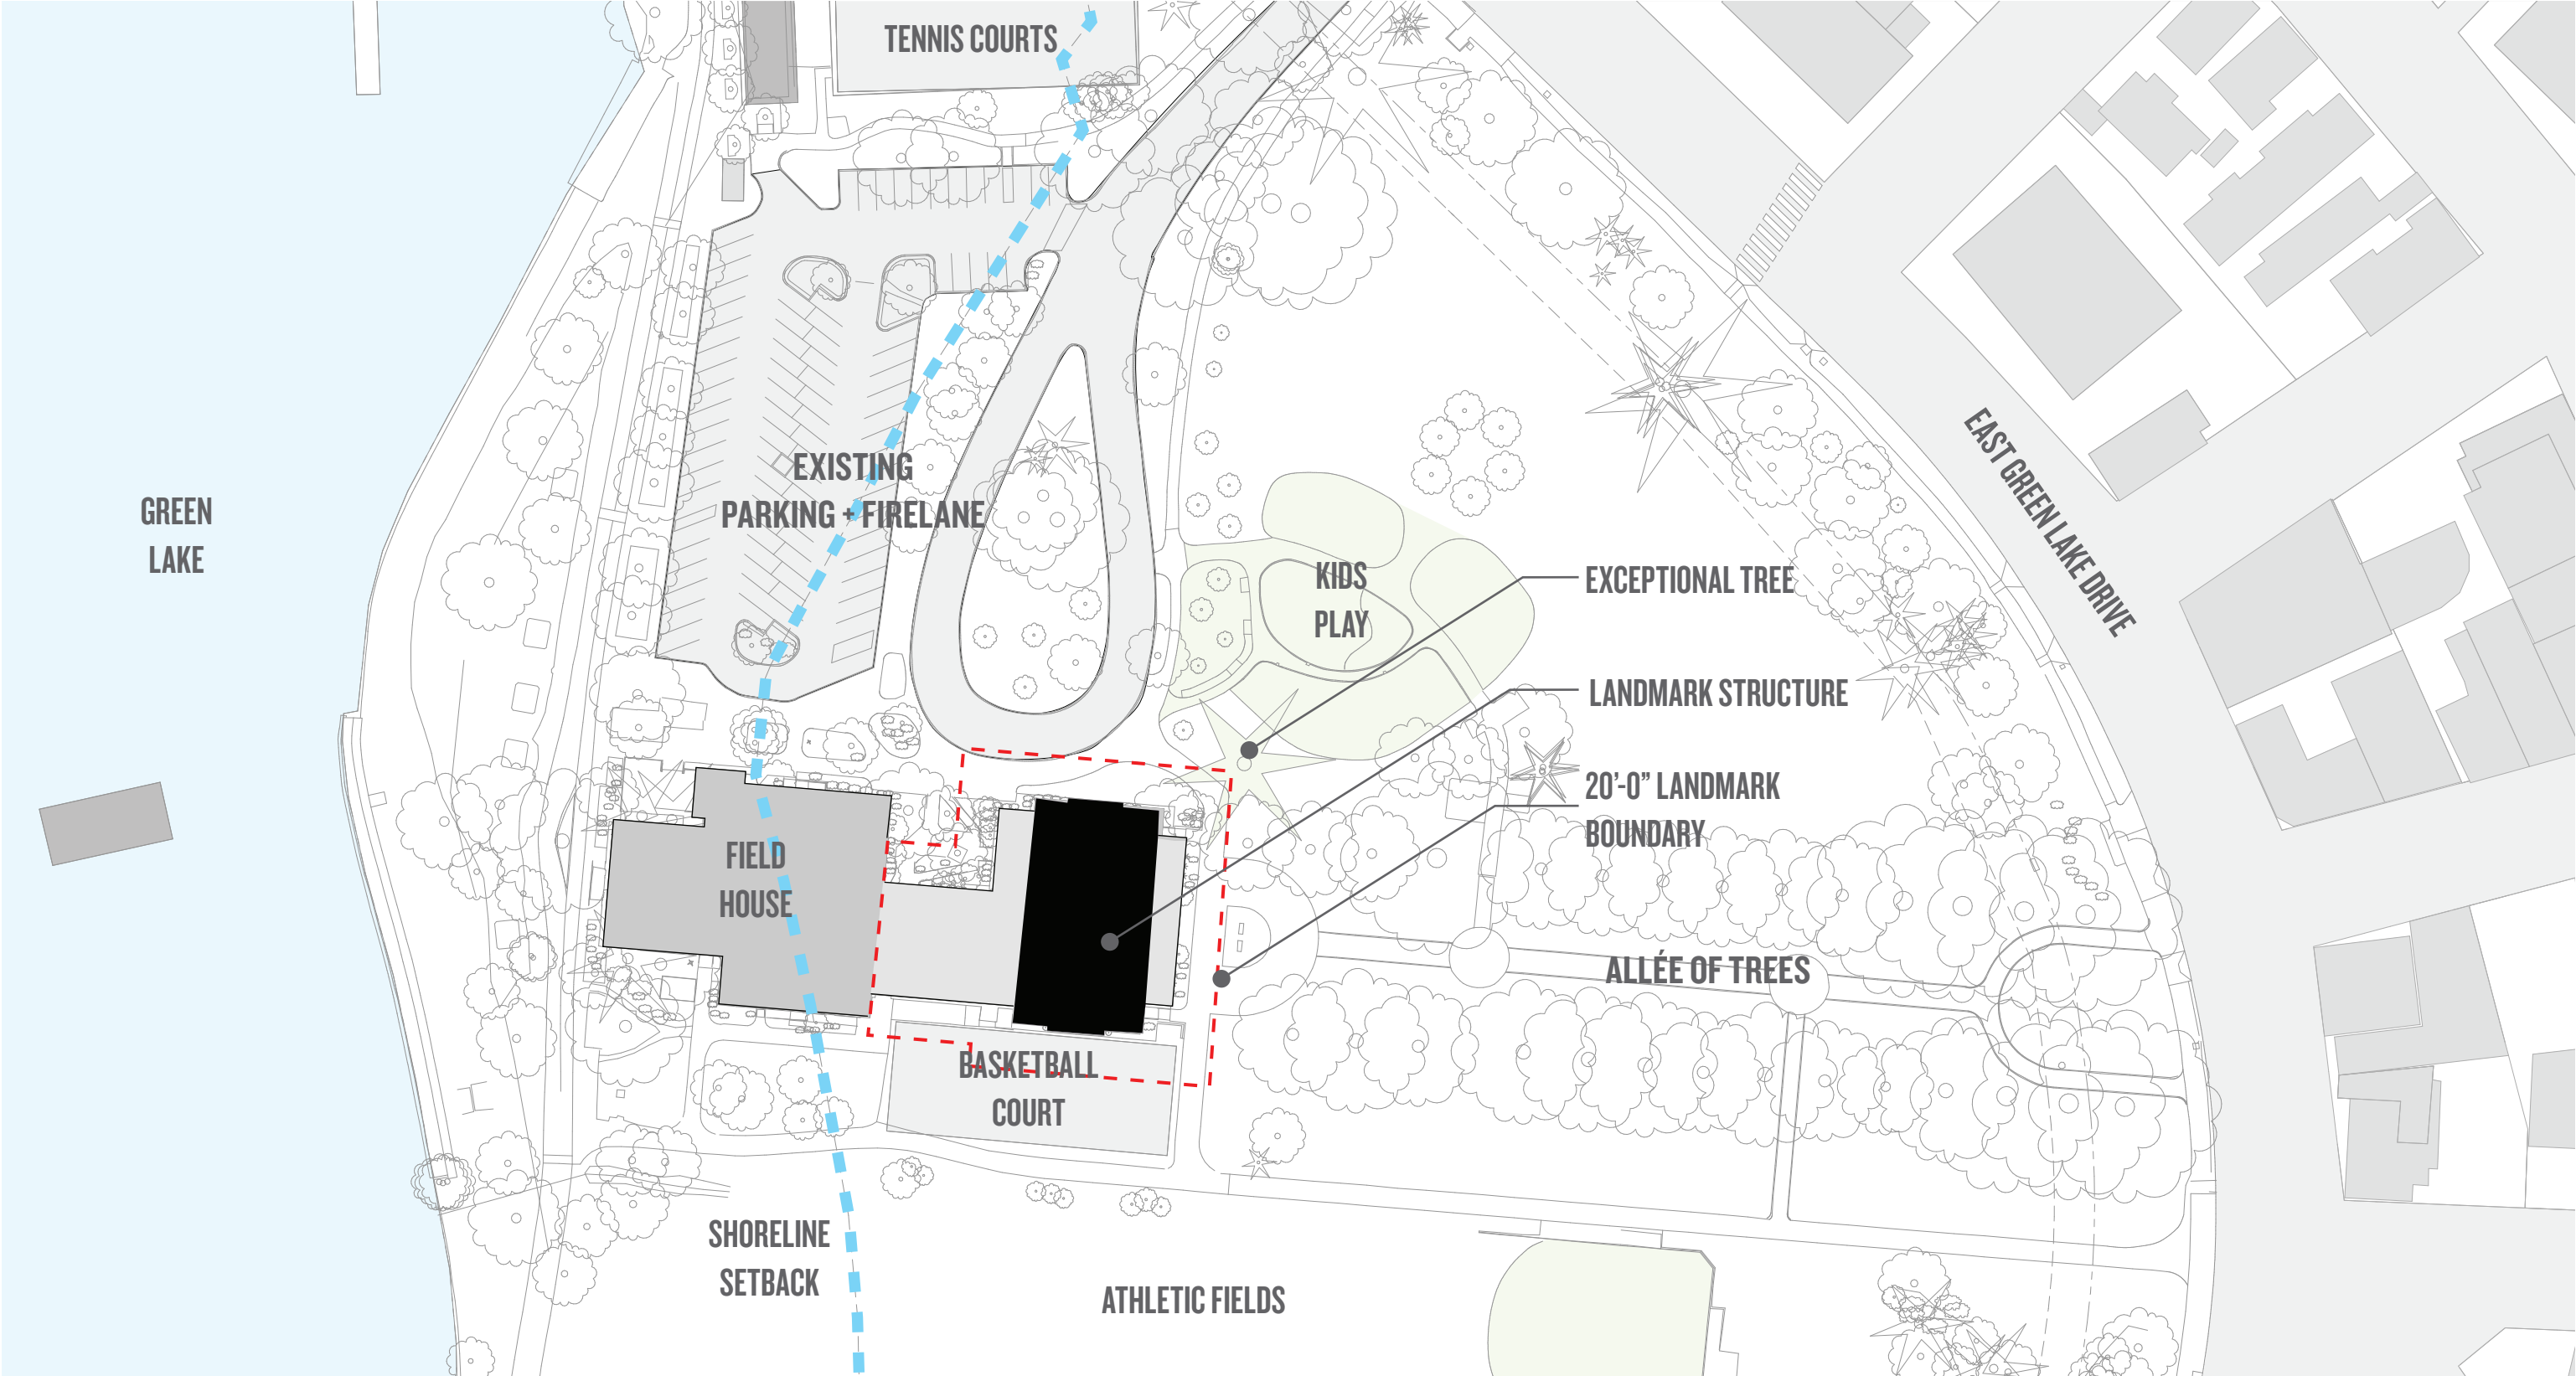 TENNIS COURTS
EXISTING
PARKING + FIRELANE
GREEN
LAKE
EAST GREEN LAKE DRIVE
KIDS
PLAY
EXCEPTIONAL TREE
LANDMARK STRUCTURE
20’-0” LANDMARK
BOUNDARY
FIELD
HOUSE
ALLÉE OF TREES
BASKETBALL
COURT
SHORELINE
SETBACK
ATHLETIC FIELDS